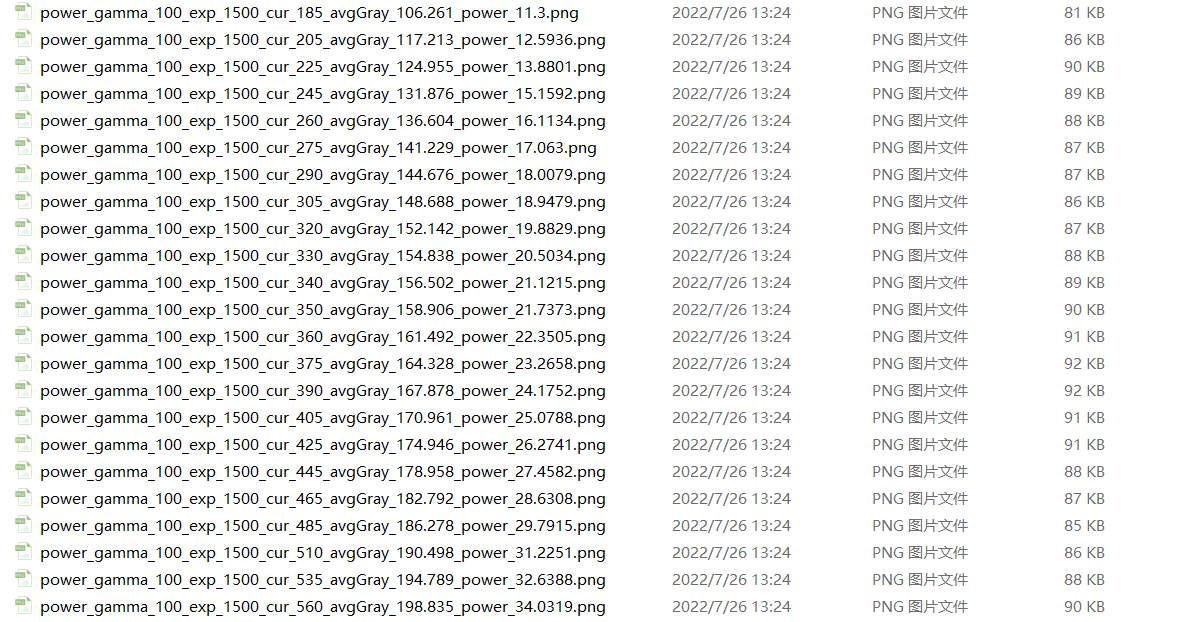 power_gamma_100_exp_1500_cur_185_avgGray_106.261_power_11.3.png 2022/7/26 13:24 PNG 图片文件 81 KB
power_gamma_100_exp_1500_cur_205_avgGray_117.213_power_12.5936.png 2022/7/26 13:24 PNG 图片文件 86 KB
power_gamma_100_exp_1500_cur_225_avgGray_124.955_power_13.8801.png 2022/7/26 13:24 PNG 图片文件 90 KB
power_gamma_100_exp_1500_cur_245_avgGray_131.876_power_15.1592.png 2022/7/26 13:24 PNG 图片文件 89 KB
power_gamma_100_exp_1500_cur_260_avgGray_136.604_power_16.1134.png 2022/7/26 13:24 PNG 图片文件 88 KB
power_gamma_100_exp_1500_cur_275_avgGray_141.229_power_17.063.png 2022/7/26 13:24 PNG 图片文件 87 KB
power_gamma_100_exp_1500_cur_290_avgGray_144.676_power_18.0079.png 2022/7/26 13:24 PNG 图片文件 87 KB
power_gamma_100_exp_1500_cur_305_avgGray_148.688_power_18.9479.png 2022/7/26 13:24 PNG 图片文件 86 KB
power_gamma_100_exp_1500_cur_320_avgGray_152.142_power_19.8829.png 2022/7/26 13:24 PNG 图片文件 87 KB
power_gamma_100_exp_1500_cur_330_avgGray_154.838_power_20.5034.png 2022/7/26 13:24 PNG 图片文件 88 KB
power_gamma_100_exp_1500_cur_340_avgGray_156.502_power_21.1215.png 2022/7/26 13:24 PNG 图片文件 89 KB
power_gamma_100_exp_1500_cur_350_avgGray_158.906_power_21.7373.png 2022/7/26 13:24 PNG 图片文件 90 KB
power_gamma_100_exp_1500_cur_360_avgGray_161.492_power_22.3505.png 2022/7/26 13:24 PNG 图片文件 91 KB
power_gamma_100_exp_1500_cur_375_avgGray_164.328_power_23.2658.png 2022/7/26 13:24 PNG 图片文件 92 KB
power_gamma_100_exp_1500_cur_390_avgGray_167.878_power_24.1752.png 2022/7/26 13:24 PNG 图片文件 92 KB
power_gamma_100_exp_1500_cur_405_avgGray_170.961_power_25.0788.png 2022/7/26 13:24 PNG 图片文件 91 KB
power_gamma_100_exp_1500_cur_425_avgGray_174.946_power_26.2741.png 2022/7/26 13:24 PNG 图片文件 91 KB
power_gamma_100_exp_1500_cur_445_avgGray_178.958_power_27.4582.png 2022/7/26 13:24 PNG 图片文件 88 KB
power_gamma_100_exp_1500_cur_465_avgGray_182.792_power_28.6308.png 2022/7/26 13:24 PNG 图片文件 87 KB
power_gamma_100_exp_1500_cur_485_avgGray_186.278_power_29.7915.png 2022/7/26 13:24 PNG 图片文件 85 KB
power_gamma_100_exp_1500_cur_510_avgGray_190.498_power_31.2251.png 2022/7/26 13:24 PNG 图片文件 86 KB
power_gamma_100_exp_1500_cur_535_avgGray_194.789_power_32.6388.png 2022/7/26 13:24 PNG 图片文件 88 KB
power_gamma_100_exp_1500_cur_560_avgGray_198.835_power_34.0319.png 2022/7/26 13:24 PNG 图片文件 90 KB